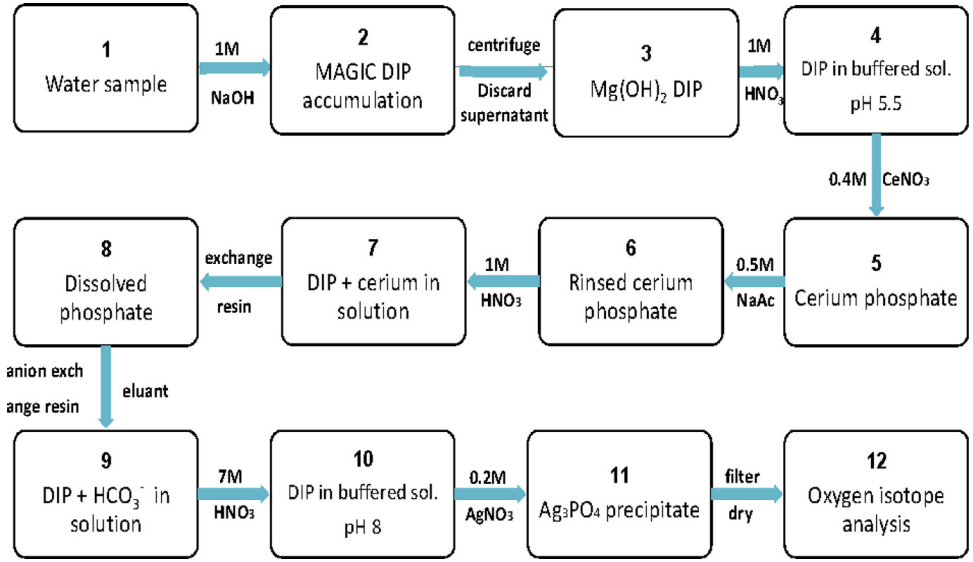 1
Water sample
1M
NaOH
2
MAGIC DIP
accumulation
centrifuge
Discard
supernatant
3
Mg(OH)₂ DIP
1M
HNO₃
4
DIP in buffered sol.
pH 5.5
0.4M CeNO₃
5
Cerium phosphate
0.5M
NaAc
6
Rinsed cerium
phosphate
1M
HNO₃
7
DIP + cerium in
solution
exchange
resin
8
Dissolved
phosphate
anion exch
ange resin
eluant
9
DIP + HCO₃⁻ in
solution
7M
HNO₃
10
DIP in buffered sol.
pH 8
0.2M
AgNO₃
11
Ag₃PO₄ precipitate
filter
dry
12
Oxygen isotope
analysis